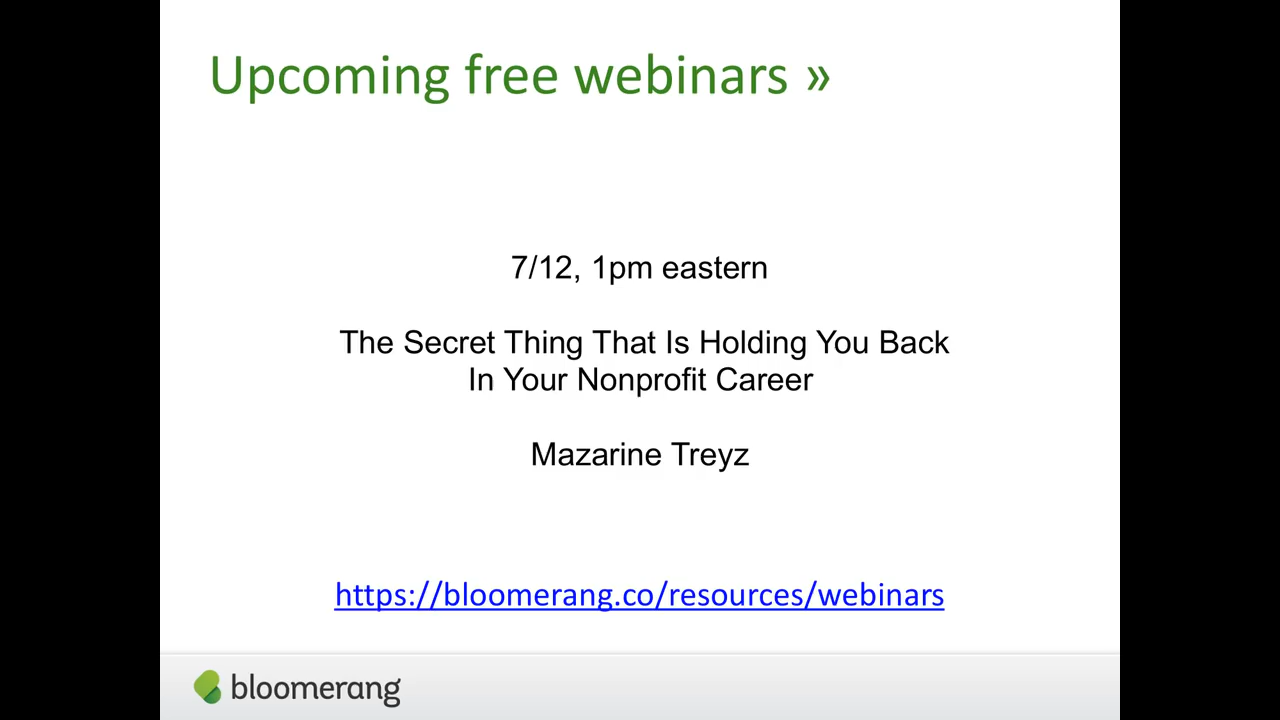 Upcoming free webinars »
7/12, 1pm eastern
The Secret Thing That Is Holding You Back
In Your Nonprofit Career
Mazarine Treyz
https://bloomerang.co/resources/webinars
bloomerang